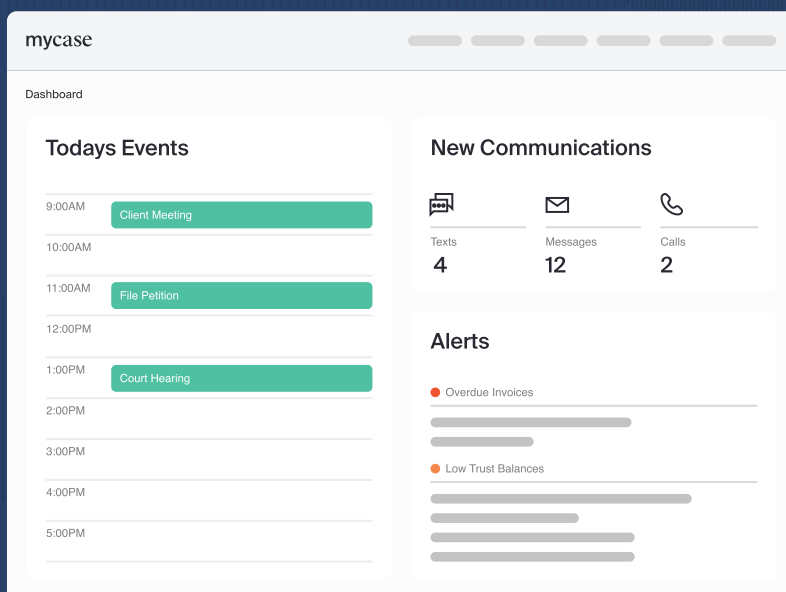 mycase
Dashboard
Todays Events
9:00AM
Client Meeting
10:00AM
11:00AM
File Petition
12:00PM
1:00PM
Court Hearing
2:00PM
3:00PM
4:00PM
5:00PM
New Communications
Texts
4
Messages
12
Calls
2
Alerts
Overdue Invoices
Low Trust Balances